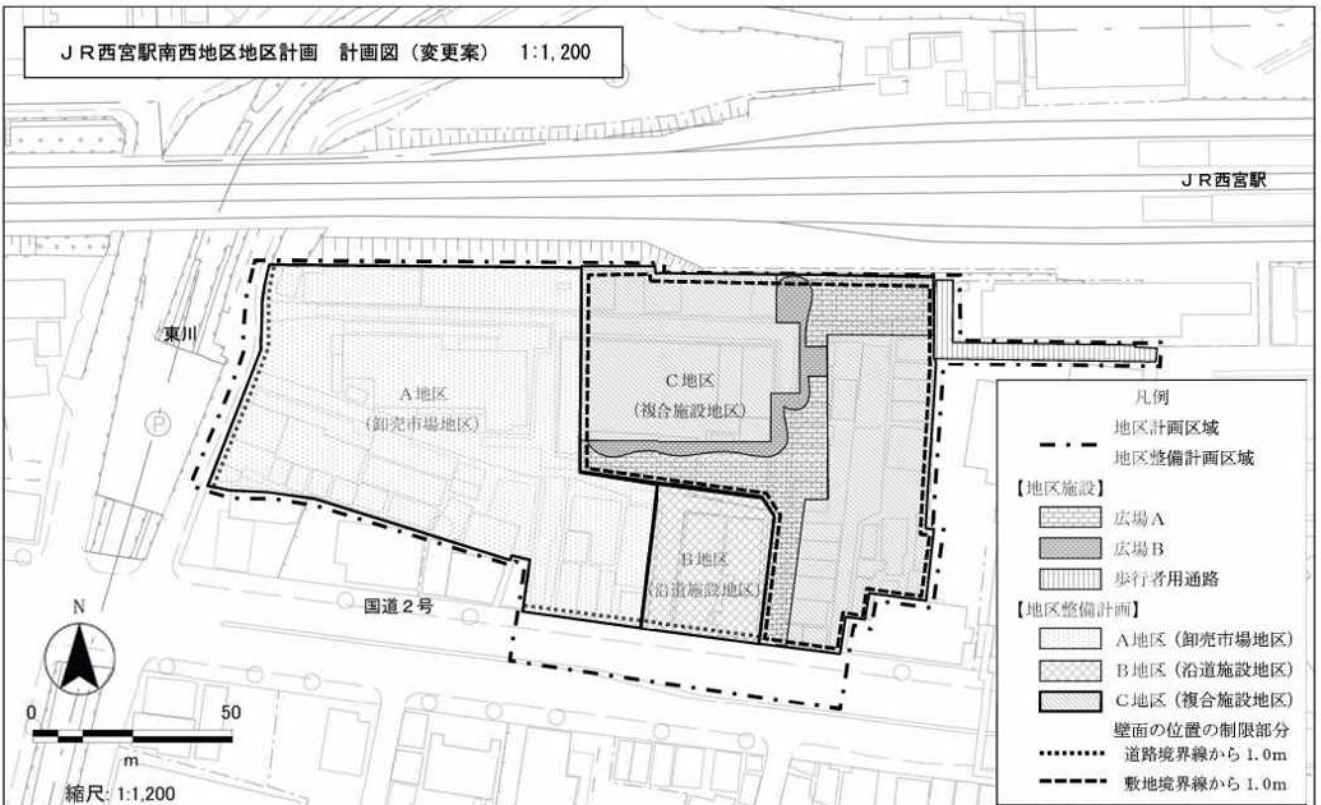 JR西宮駅南西地区地区計画 計画図(変更案) 1:1,200
JR西宮駅
東川
A地区
(卸売市場地区)
C地区
(複合施設地区)
P
B地区
(沿道施設地区)
国道2号
N
0 50
m
縮尺: 1:1,200
凡例
地区計画区域
地区整備計画区域
【地区施設】
広場A
広場B
歩行者用通路
【地区整備計画】
A地区(卸売市場地区)
B地区(沿道施設地区)
C地区(複合施設地区)
壁面の位置の制限部分
道路境界線から1.0m
敷地境界線から1.0m